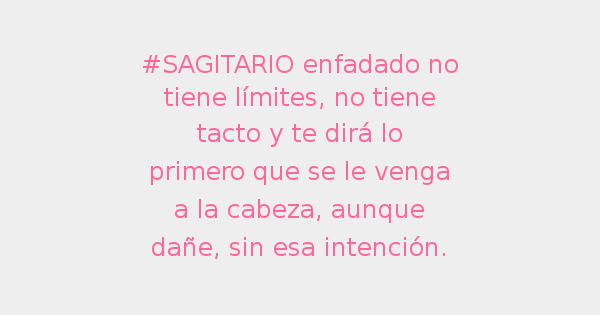 #SAGITARIO enfadado no
tiene límites, no tiene
tacto y te dirá lo
primero que se le venga
a la cabeza, aunque
dañe, sin esa intención.